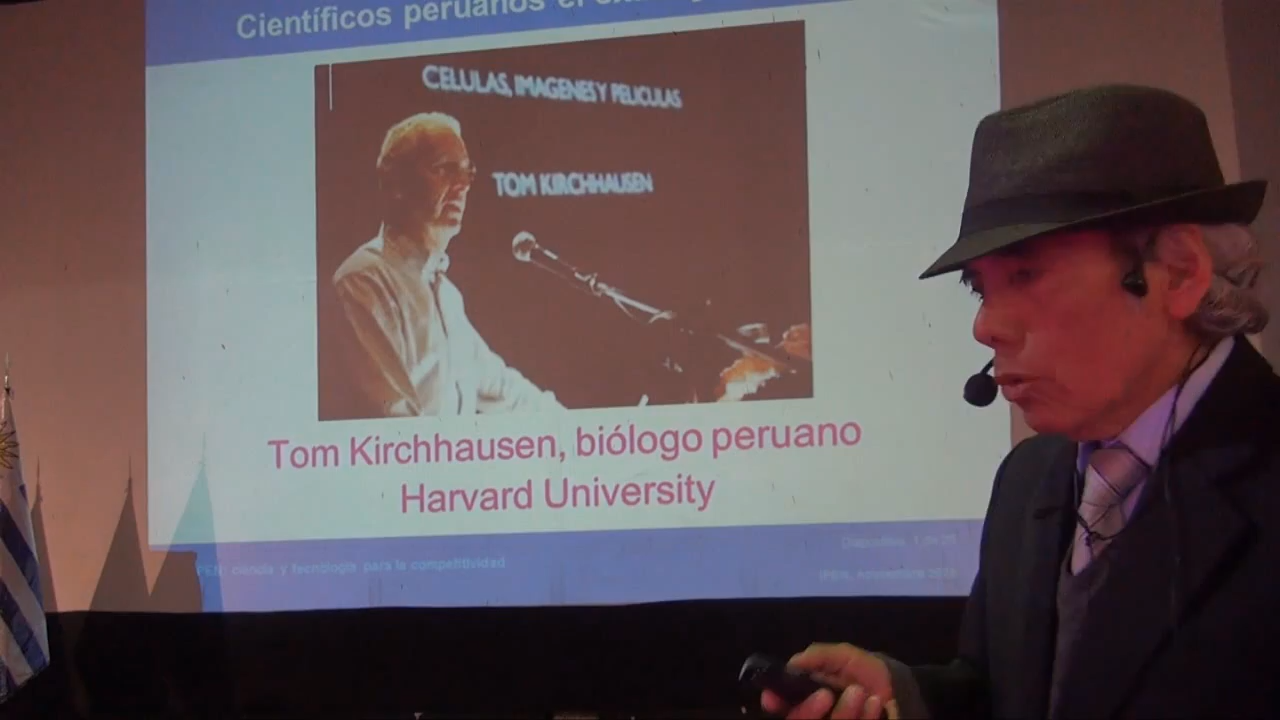 Científicos peruanos
CELULAS, IMAGENES Y PELICULAS
TOM KIRCHHAUSEN
Tom Kirchhausen, biólogo peruano
Harvard University
ciencia y tecnología para la competitividad